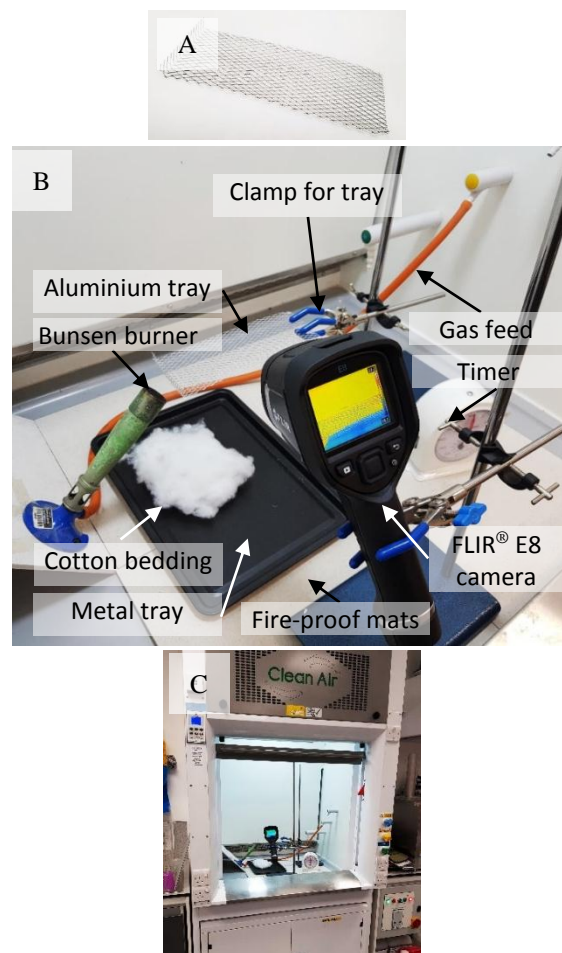 A
B
Clamp for tray
Aluminium tray
Bunsen burner
Gas feed
Timer
E8
Cotton bedding
FLIR® E8
camera
Metal tray
Fire-proof mats
C
Clean Air